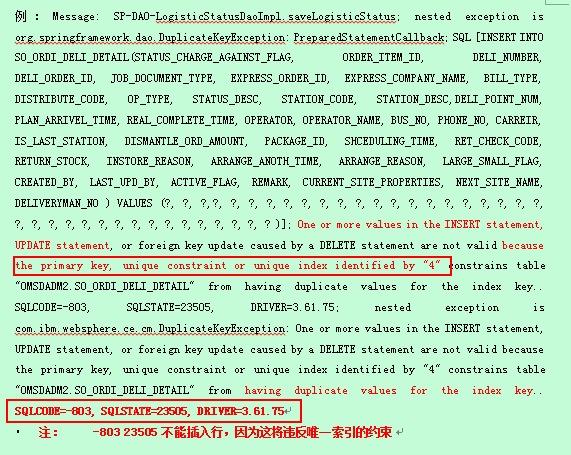 例：Message: SP-DAO-LogisticStatusDaoImpl.saveLogisticStatus; nested exception is
org.springframework.dao.DuplicateKeyException: PreparedStatementCallback; SQL [INSERT INTO
SO_ORDI_DELI_DETAIL(STATUS_CHARGE_AGAINST_FLAG, ORDER_ITEM_ID, DELI_NUMBER,
DELI_ORDER_ID, JOB_DOCUMENT_TYPE, EXPRESS_ORDER_ID, EXPRESS_COMPANY_NAME, BILL_TYPE,
DISTRIBUTE_CODE, OP_TYPE, STATUS_DESC, STATION_CODE, STATION_DESC,DELI_POINT_NUM,
PLAN_ARRIVEL_TIME, REAL_COMPLETE_TIME, OPERATOR, OPERATOR_NAME, BUS_NO, PHONE_NO, CARREIR,
IS_LAST_STATION, DISMANTLE_ORD_AMOUNT, PACKAGE_ID, SHCEDULING_TIME, RET_CHECK_CODE,
RETURN_STOCK, INSTORE_REASON, ARRANGE_ANOTH_TIME, ARRANGE_REASON, LARGE_SMALL_FLAG,
CREATED_BY, LAST_UPD_BY, ACTIVE_FLAG, REMARK, CURRENT_SITE_PROPERTIES, NEXT_SITE_NAME,
DELIVERYMAN_NO ) VALUES (?, ?, ?,?, ?, ?, ?, ?, ?, ?, ?, ?, ?, ?, ?, ?, ?, ?, ?, ?, ?,
?, ?, ?, ?, ?, ?, ?, ?, ?, ?, ?, ?, ?, ?, ? )]; One or more values in the INSERT statement,
UPDATE statement, or foreign key update caused by a DELETE statement are not valid because
the primary key, unique constraint or unique index identified by "4" constrains table
"OMSDADM2.SO_ORDI_DELI_DETAIL" from having duplicate values for the index key..
SQLCODE=-803, SQLSTATE=23505, DRIVER=3.61.75; nested exception is
com.ibm.websphere.ce.cm.DuplicateKeyException: One or more values in the INSERT statement,
UPDATE statement, or foreign key update caused by a DELETE statement are not valid because
the primary key, unique constraint or unique index identified by "4" constrains table
"OMSDADM2.SO_ORDI_DELI_DETAIL" from having duplicate values for the index key..
SQLCODE=-803, SQLSTATE=23505, DRIVER=3.61.75
· 注： -803 23505 不能插入行，因为这将违反唯一索引的约束